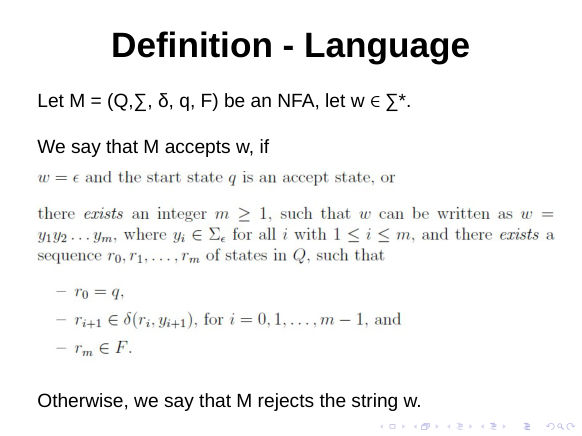 Definition - Language
Let M = (Q,∑, δ, q, F) be an NFA, let w ∈ ∑*.
We say that M accepts w, if
w = ϵ and the start state q is an accept state, or
there exists an integer m ≥ 1, such that w can be written as w =
y₁y₂ . . . yₘ, where yᵢ ∈ Σ_ϵ for all i with 1 ≤ i ≤ m, and there exists a
sequence r₀, r₁, . . . , rₘ of states in Q, such that
– r₀ = q,
– rᵢ₊₁ ∈ δ(rᵢ, yᵢ₊₁), for i = 0, 1, . . . , m − 1, and
– rₘ ∈ F.
Otherwise, we say that M rejects the string w.